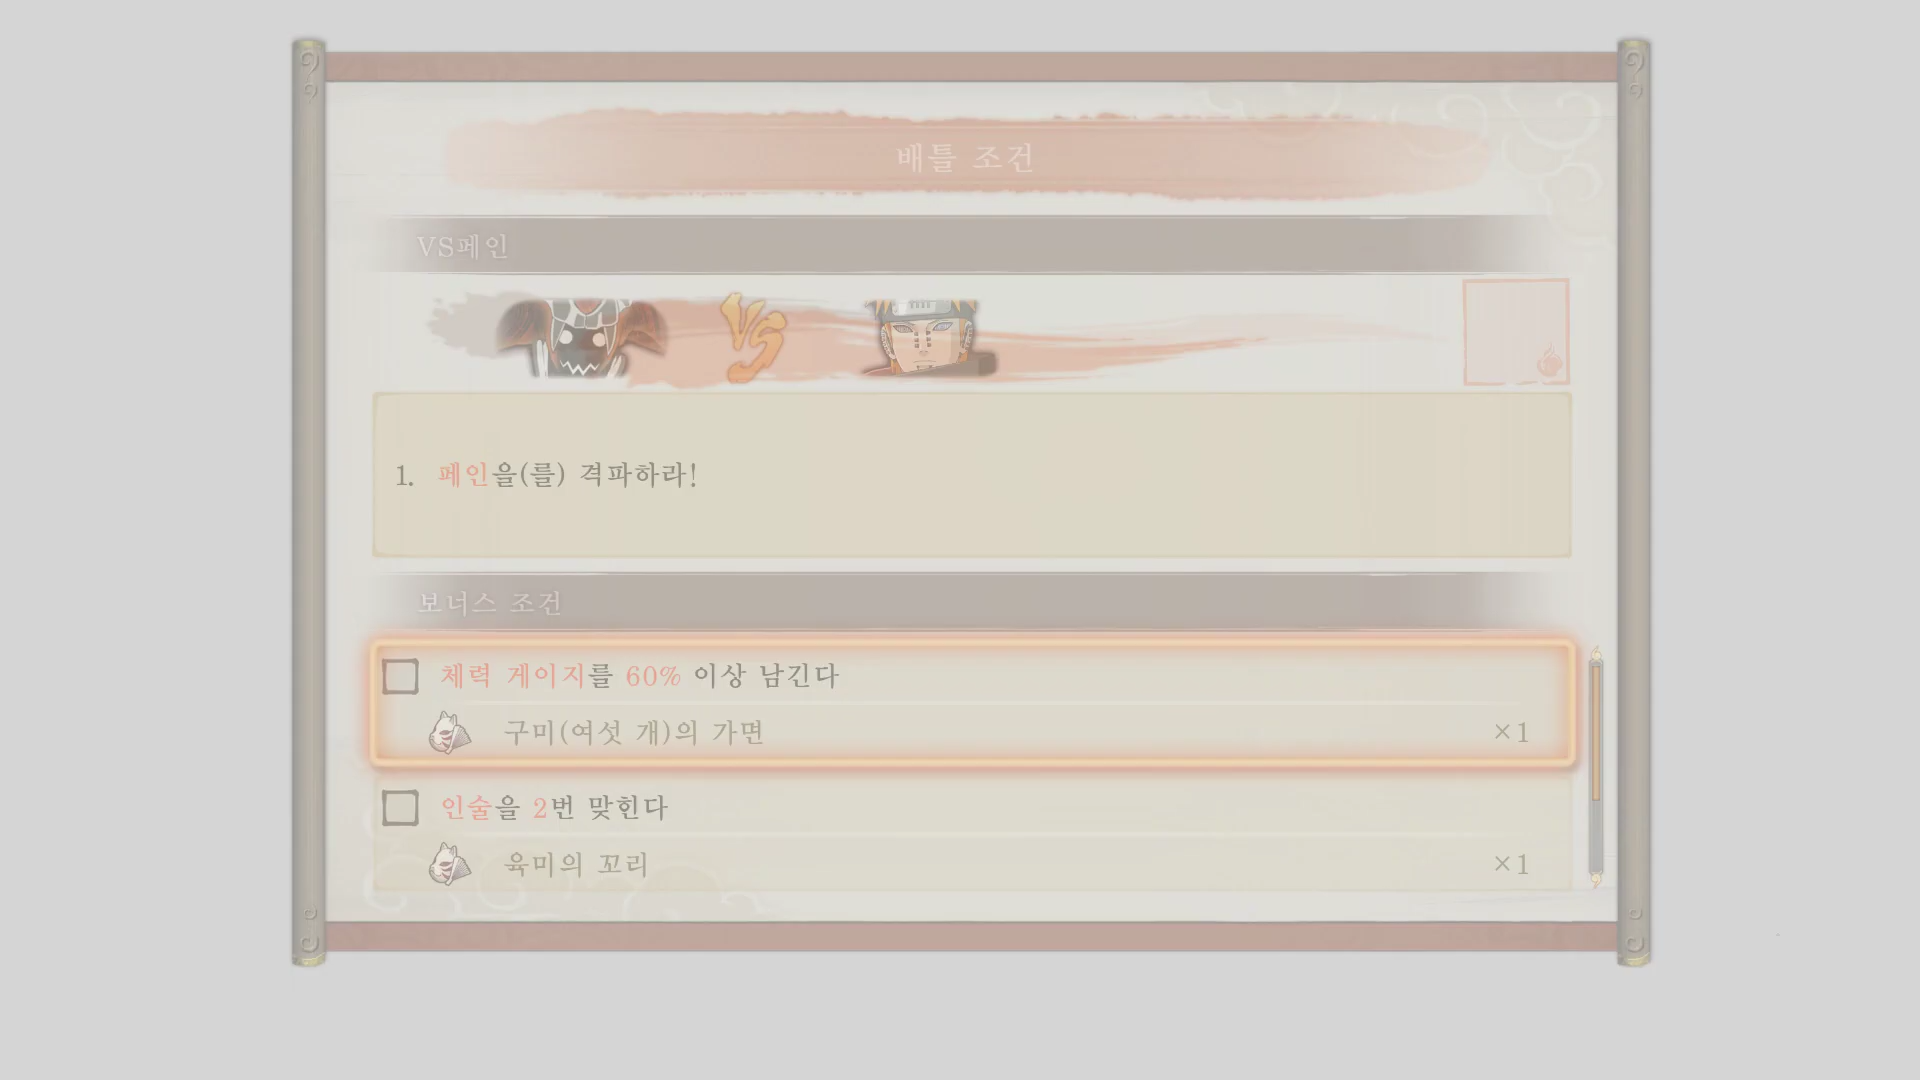 배틀 조건
VS페인
VS
1. 페인을(를) 격파하라!
보너스 조건
체력 게이지를 60% 이상 남긴다
구미(여섯 개)의 가면 ×1
인술을 2번 맞힌다
육미의 꼬리 ×1